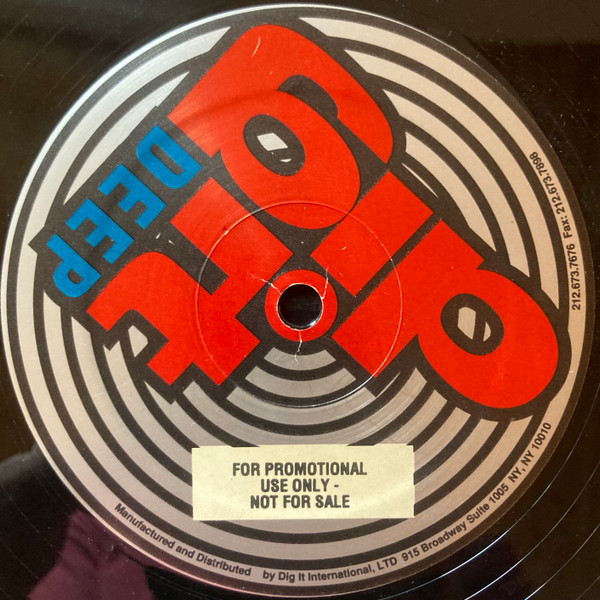 dig
it
DEEP
FOR PROMOTIONAL
USE ONLY -
NOT FOR SALE
Manufactured and Distributed by Dig It International, LTD 915 Broadway Suite 1005 NY, NY 10010
212.673.7676 Fax: 212.673.7898